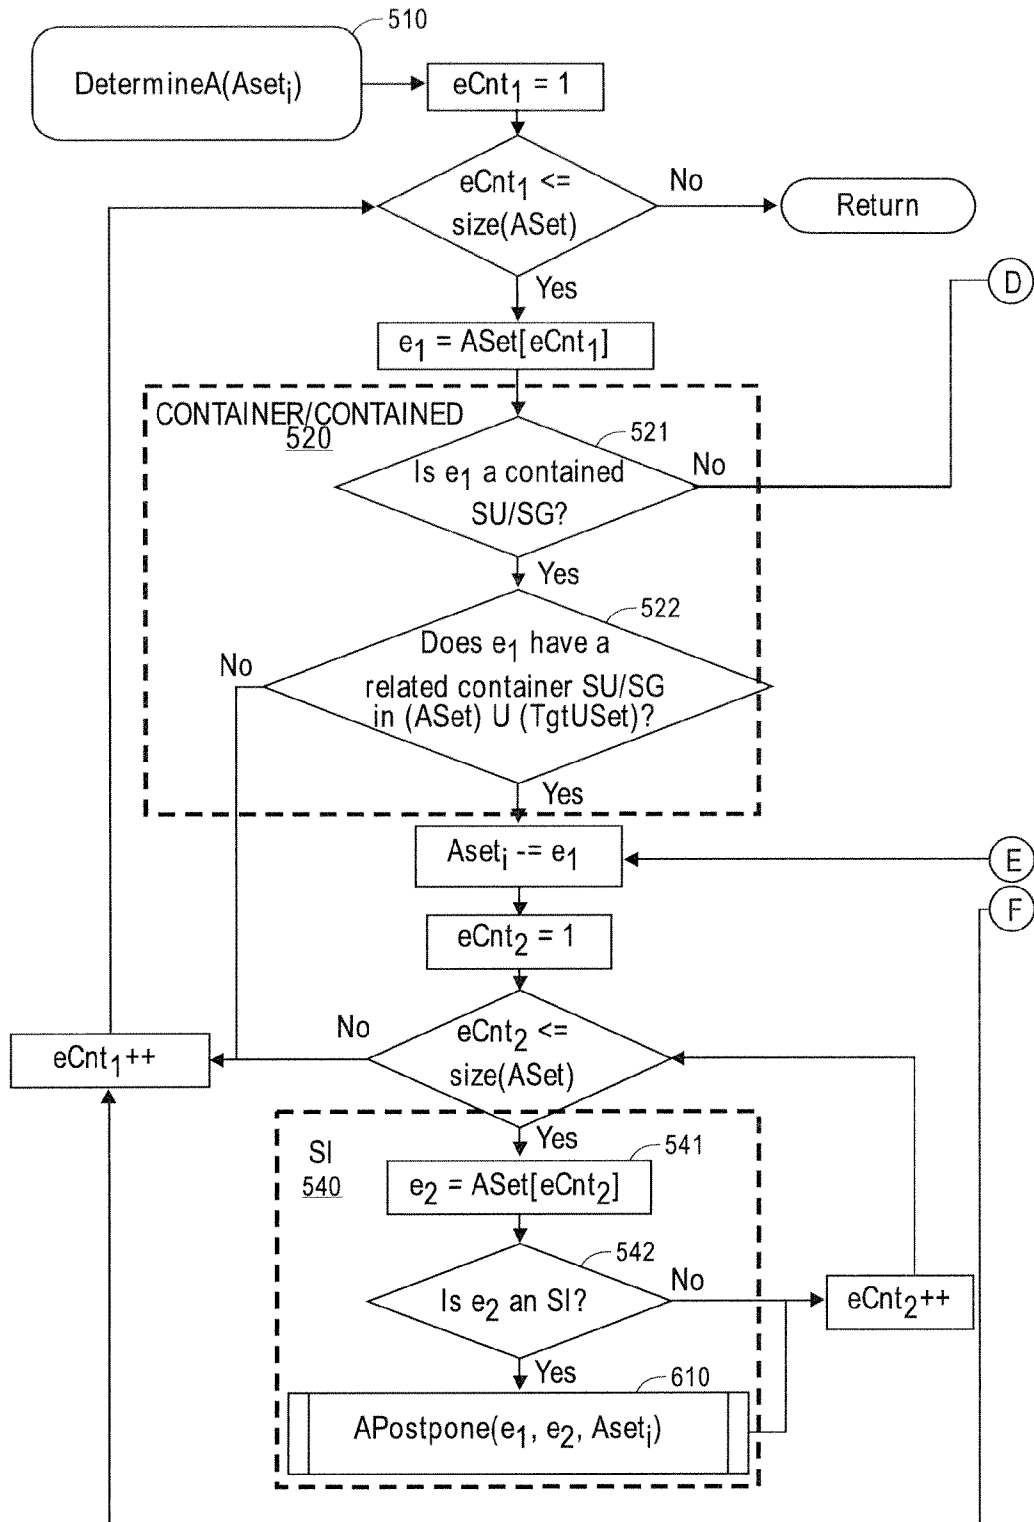 510
DetermineA(Aset_i)
eCnt_1 = 1
eCnt_1 <=
size(ASet)
No
Return
Yes
D
e_1 = ASet[eCnt_1]
CONTAINER/CONTAINED
520
521
Is e_1 a contained
SU/SG?
No
Yes
522
Does e_1 have a
related container SU/SG
in (ASet) U (TgtUSet)?
No
Yes
Aset_i -= e_1
E
F
eCnt_2 = 1
No
eCnt_2 <=
size(ASet)
eCnt_1++
Yes
SI
540
541
e_2 = ASet[eCnt_2]
542
Is e_2 an SI?
No
eCnt_2++
Yes
610
APostpone(e_1, e_2, Aset_i)